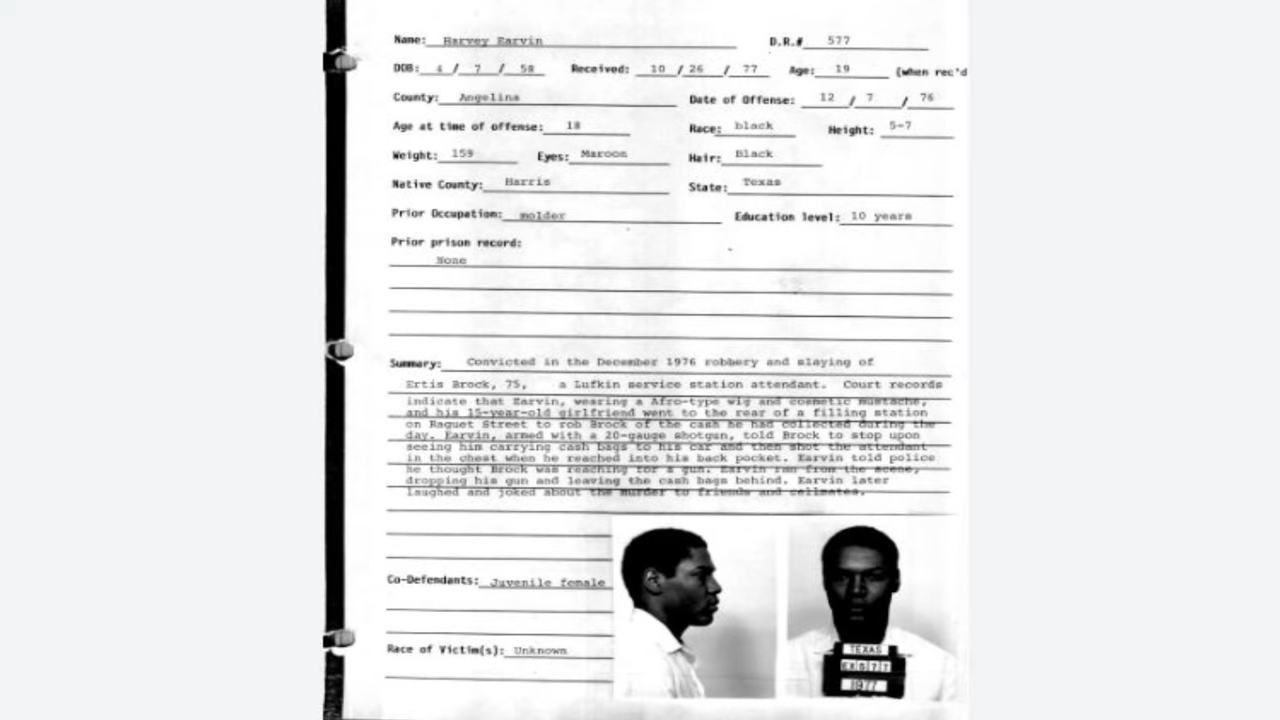 Name: Harvey Earvin D.R.# 577
DOB: 4 / 7 / 58 Received: 10 / 26 / 77 Age: 19 (when rec'd
County: Angelina Date of Offense: 12 / 7 / 76
Age at time of offense: 18 Race: black Height: 5-7
Weight: 159 Eyes: Maroon Hair: Black
Native County: Harris State: Texas
Prior Occupation: molder Education level: 10 years
Prior prison record:
None
Summary: Convicted in the December 1976 robbery and slaying of
Ertis Brock, 75, a Lufkin service station attendant. Court records
indicate that Earvin, wearing a Afro-type wig and cosmetic mustache,
and his 15-year-old girlfriend went to the rear of a filling station
on Raguet Street to rob Brock of the cash he had collected during the
day. Earvin, armed with a 20-gauge shotgun, told Brock to stop upon
seeing him carrying cash bags to his car and then shot the attendant
in the chest when he reached into his back pocket. Earvin told police
he thought Brock was reaching for a gun. Earvin ran from the scene,
dropping his gun and leaving the cash bags behind. Earvin later
laughed and joked about the murder to friends and cellmates.
Co-Defendants: Juvenile female
Race of Victim(s): Unknown
TEXAS
EX 577
1977